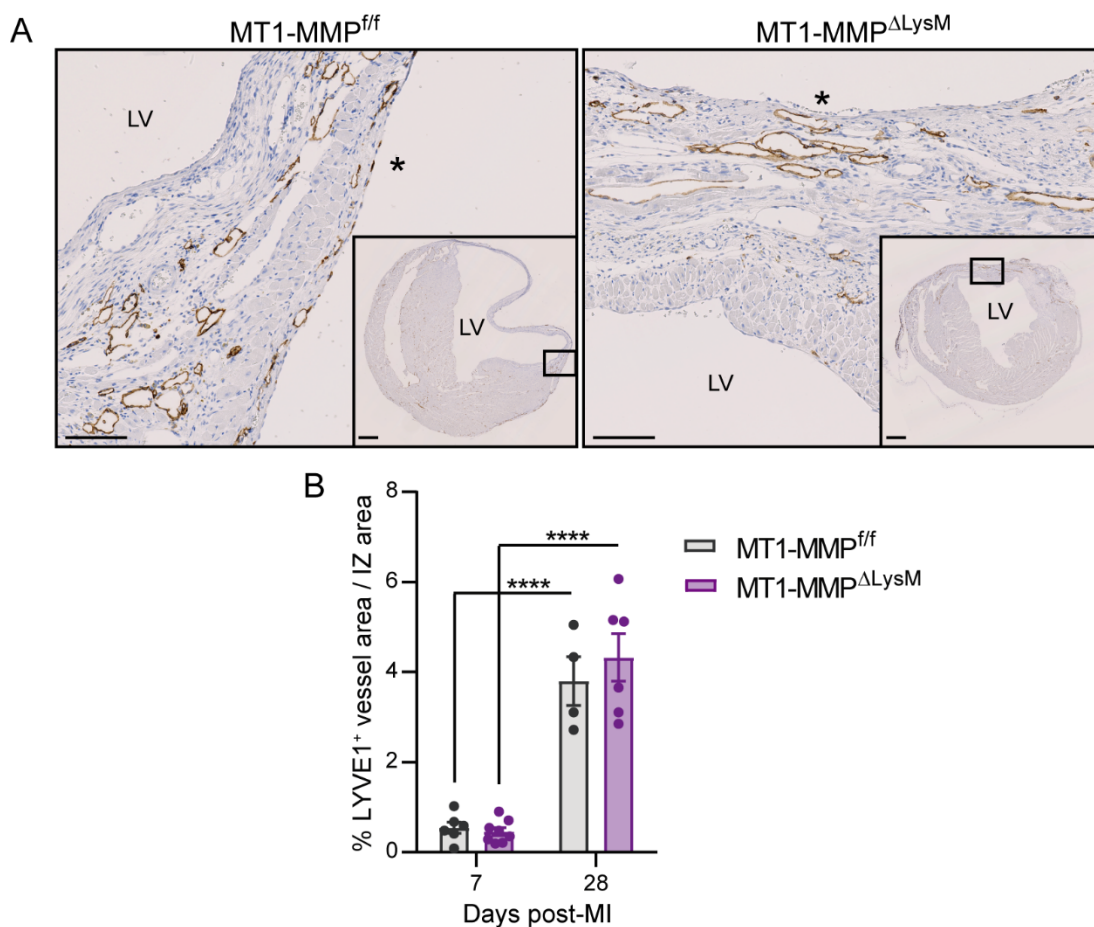 A
MT1-MMP^f/f
MT1-MMP^ΔLysM
LV
*
LV
*
LV
LV
B
% LYVE1⁺ vessel area / IZ area
8
6
4
2
0
****
****
7
28
Days post-MI
MT1-MMP^f/f
MT1-MMP^ΔLysM